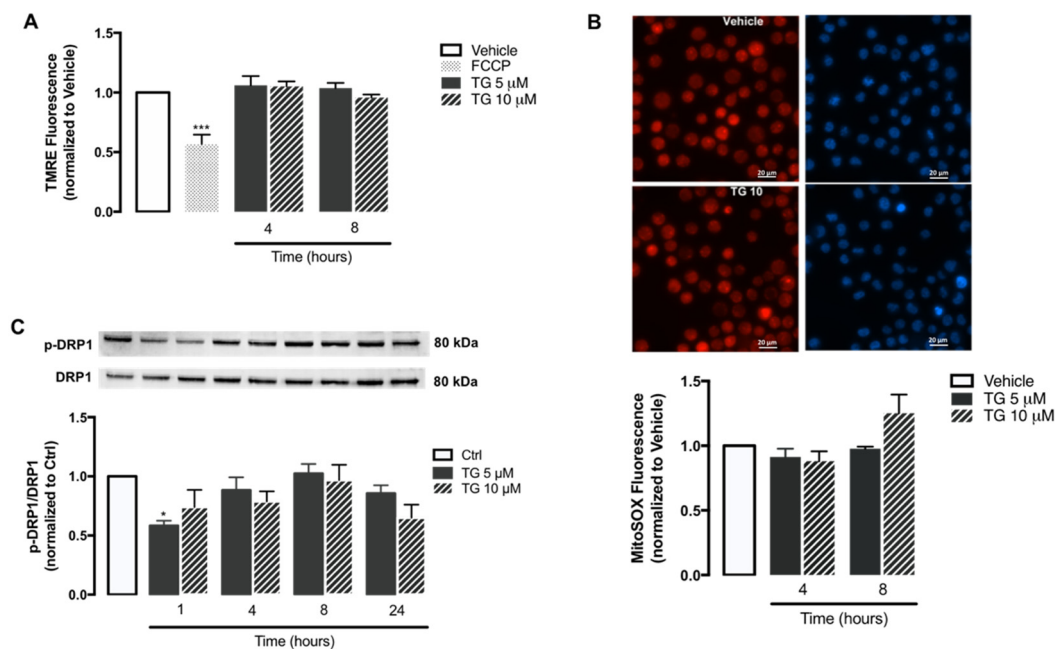 A
TMRE Fluorescence
(normalized to Vehicle)
1.5
1.0
0.5
0.0
***
4
8
Time (hours)
Vehicle
FCCP
TG 5 μM
TG 10 μM
B
Vehicle
20 μm
20 μm
TG 10
20 μm
20 μm
MitoSOX Fluorescence
(normalized to Vehicle)
1.5
1.0
0.5
0.0
4
8
Time (hours)
Vehicle
TG 5 μM
TG 10 μM
C
p-DRP1
80 kDa
DRP1
80 kDa
p-DRP1/DRP1
(normalized to Ctrl)
1.5
1.0
0.5
0.0
*
1
4
8
24
Time (hours)
Ctrl
TG 5 μM
TG 10 μM